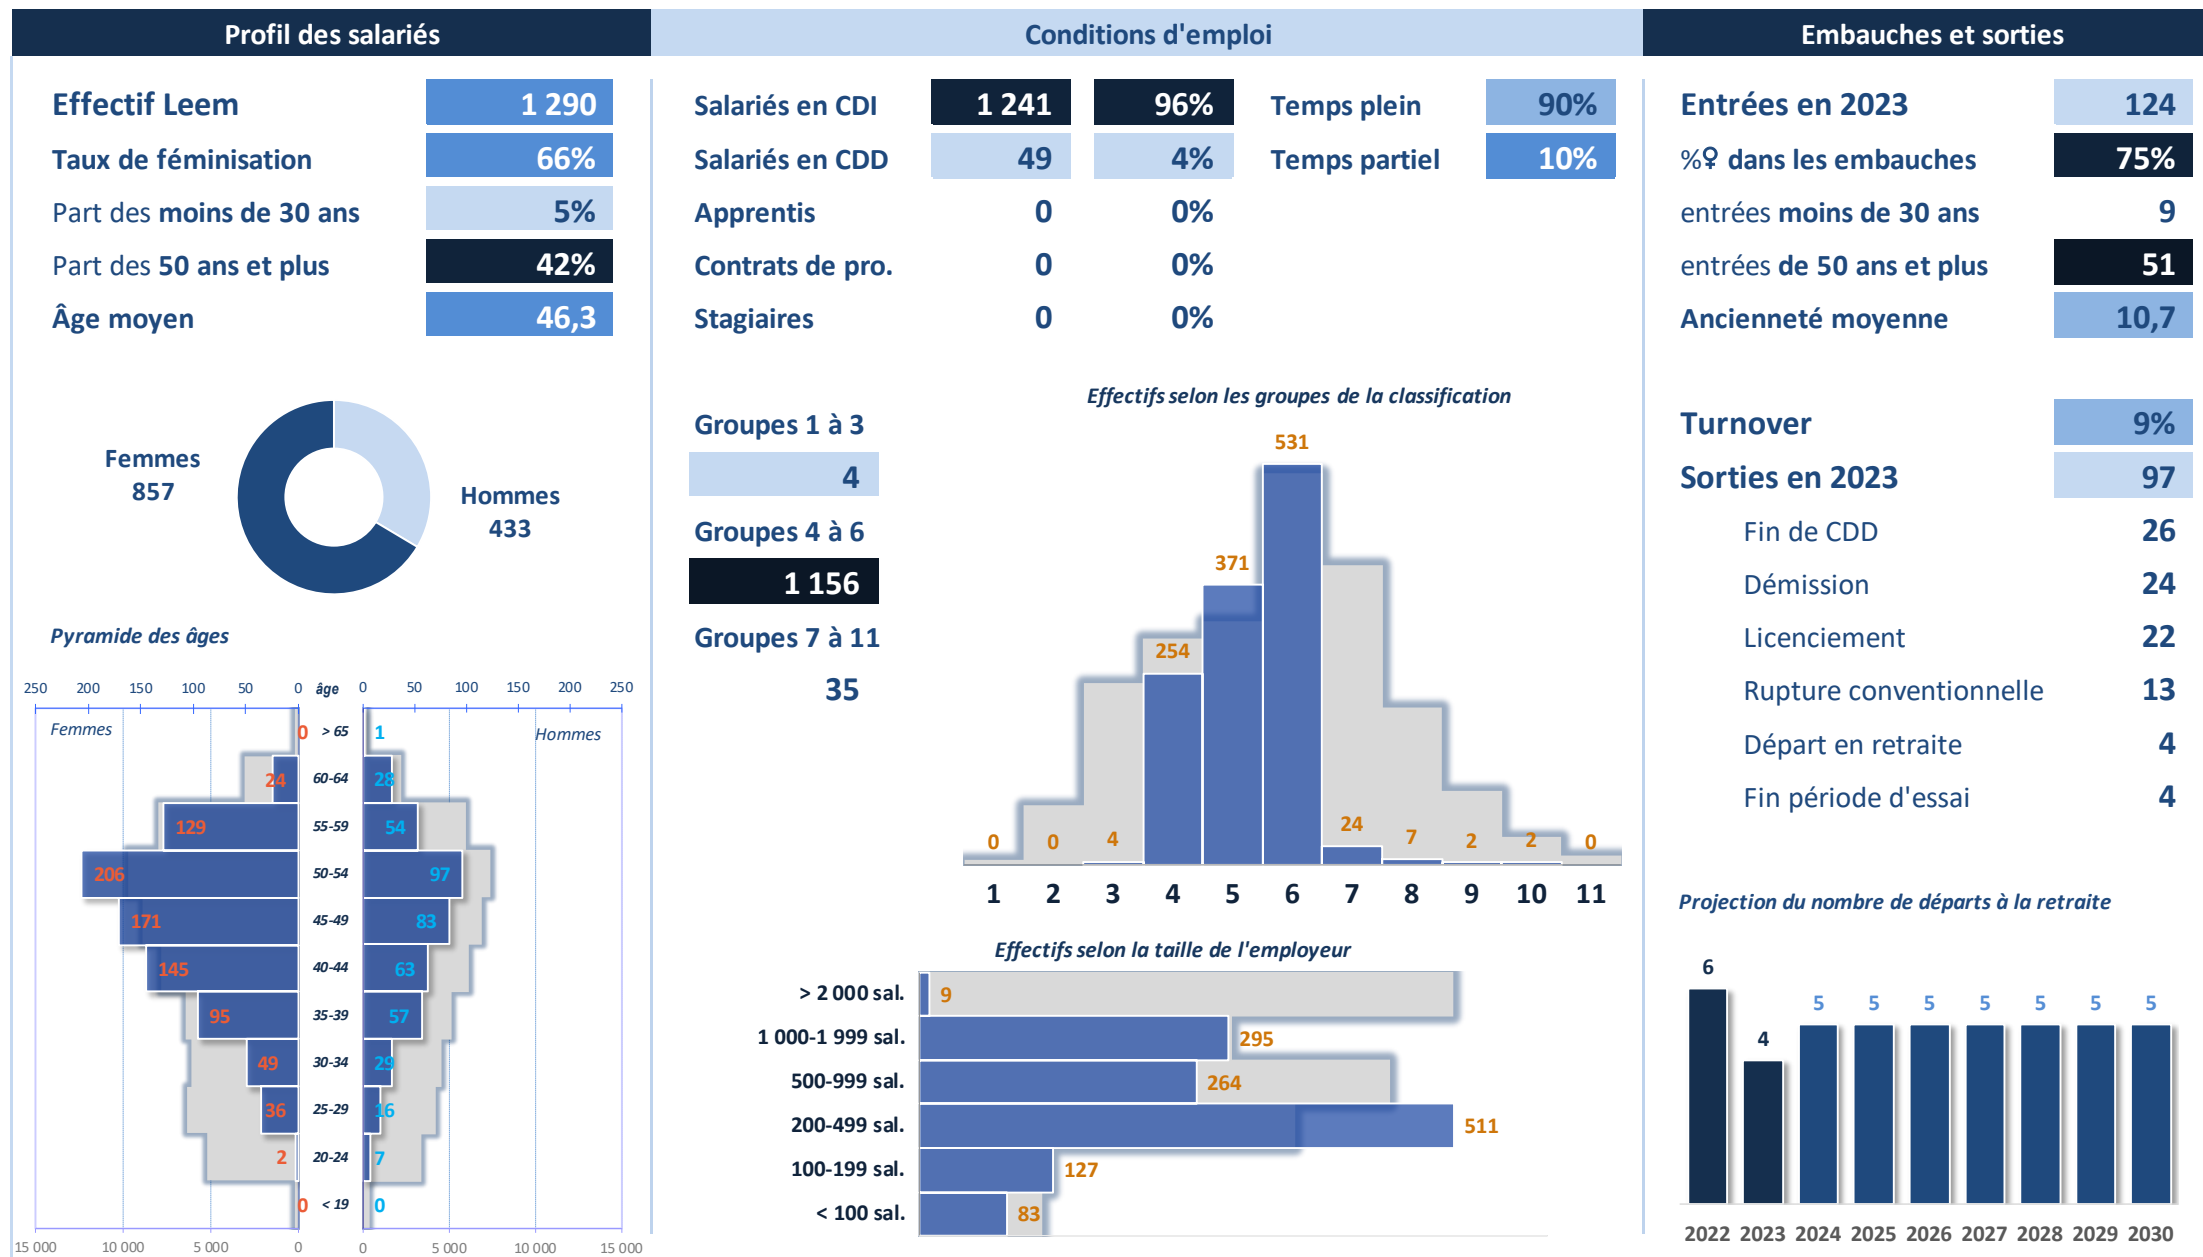 Profil des salariés
Effectif Leem 1 290
Taux de féminisation 66%
Part des moins de 30 ans 5%
Part des 50 ans et plus 42%
Âge moyen 46,3
Femmes
857
Hommes
433
Pyramide des âges
250 200 150 100 50 0 âge 0 50 100 150 200 250
Femmes Hommes
0 > 65 1
24 60-64 28
129 55-59 54
206 50-54 97
171 45-49 83
145 40-44 63
95 35-39 57
49 30-34 29
36 25-29 16
2 20-24 7
0 < 19 0
15 000 10 000 5 000 0 0 5 000 10 000 15 000
Conditions d'emploi
Salariés en CDI 1 241 96% Temps plein 90%
Salariés en CDD 49 4% Temps partiel 10%
Apprentis 0 0%
Contrats de pro. 0 0%
Stagiaires 0 0%
Groupes 1 à 3
4
Groupes 4 à 6
1 156
Groupes 7 à 11
35
Effectifs selon les groupes de la classification
0 0 4 254 371 531 24 7 2 2 0
1 2 3 4 5 6 7 8 9 10 11
Effectifs selon la taille de l'employeur
> 2 000 sal. 9
1 000-1 999 sal. 295
500-999 sal. 264
200-499 sal. 511
100-199 sal. 127
< 100 sal. 83
Embauches et sorties
Entrées en 2023 124
%♀ dans les embauches 75%
entrées moins de 30 ans 9
entrées de 50 ans et plus 51
Ancienneté moyenne 10,7
Turnover 9%
Sorties en 2023 97
Fin de CDD 26
Démission 24
Licenciement 22
Rupture conventionnelle 13
Départ en retraite 4
Fin période d'essai 4
Projection du nombre de départs à la retraite
6 4 5 5 5 5 5 5 5
2022 2023 2024 2025 2026 2027 2028 2029 2030